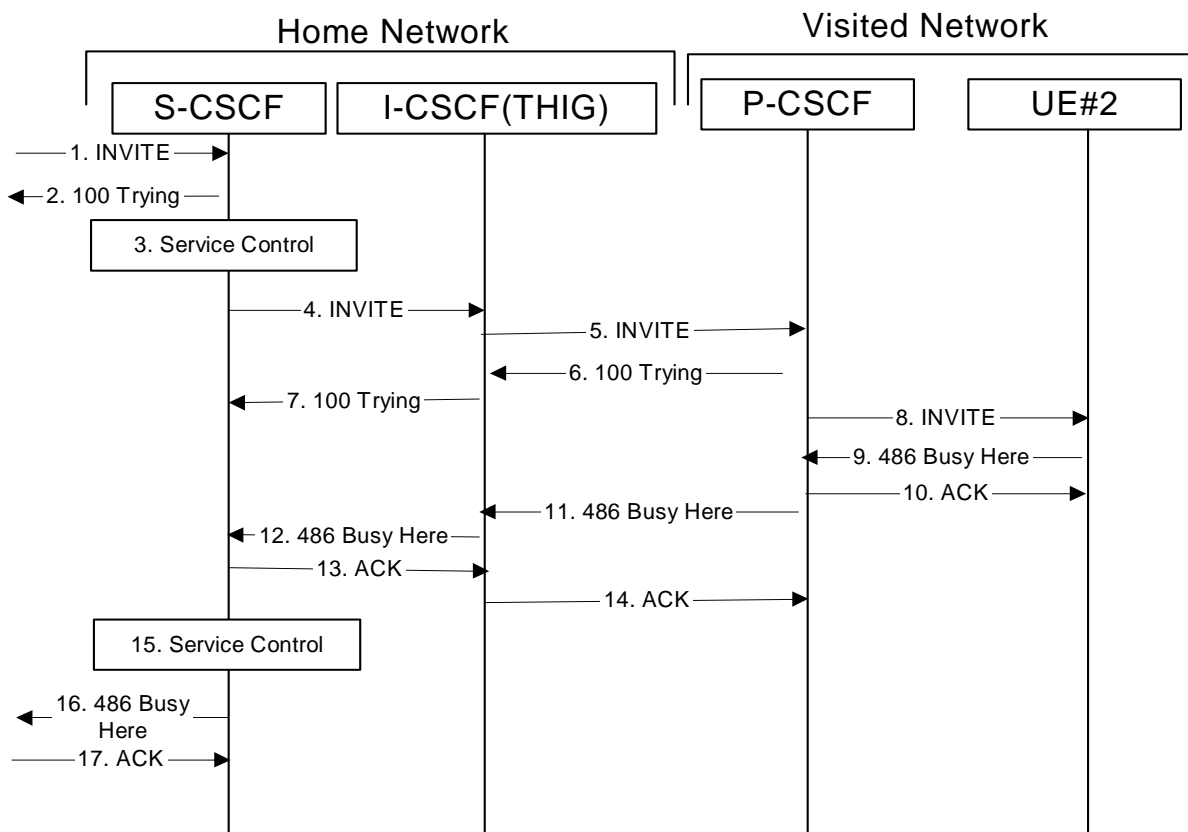 Home Network
Visited Network
S-CSCF
I-CSCF(THIG)
P-CSCF
UE#2
1. INVITE
2. 100 Trying
3. Service Control
4. INVITE
5. INVITE
6. 100 Trying
7. 100 Trying
8. INVITE
9. 486 Busy Here
10. ACK
11. 486 Busy Here
12. 486 Busy Here
13. ACK
14. ACK
15. Service Control
16. 486 Busy
Here
17. ACK